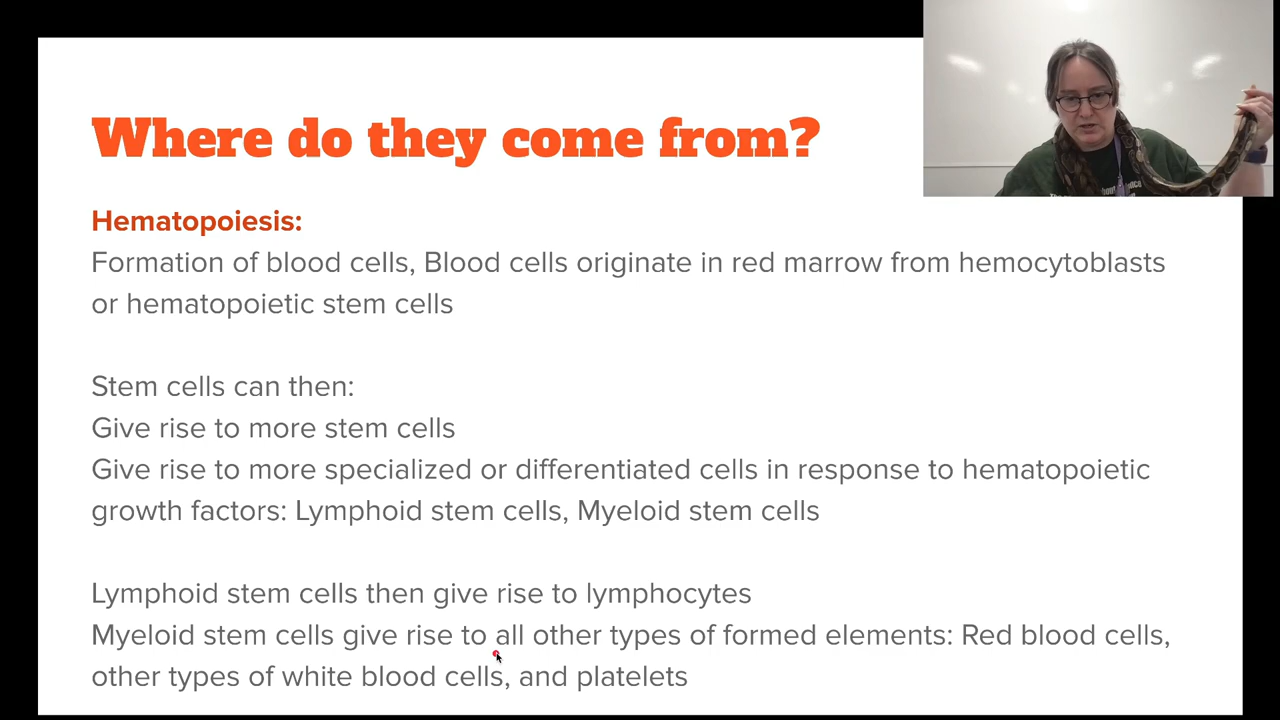 Where do they come from?
Hematopoiesis:
Formation of blood cells, Blood cells originate in red marrow from hemocytoblasts
or hematopoietic stem cells
Stem cells can then:
Give rise to more stem cells
Give rise to more specialized or differentiated cells in response to hematopoietic
growth factors: Lymphoid stem cells, Myeloid stem cells
Lymphoid stem cells then give rise to lymphocytes
Myeloid stem cells give rise to all other types of formed elements: Red blood cells,
other types of white blood cells, and platelets